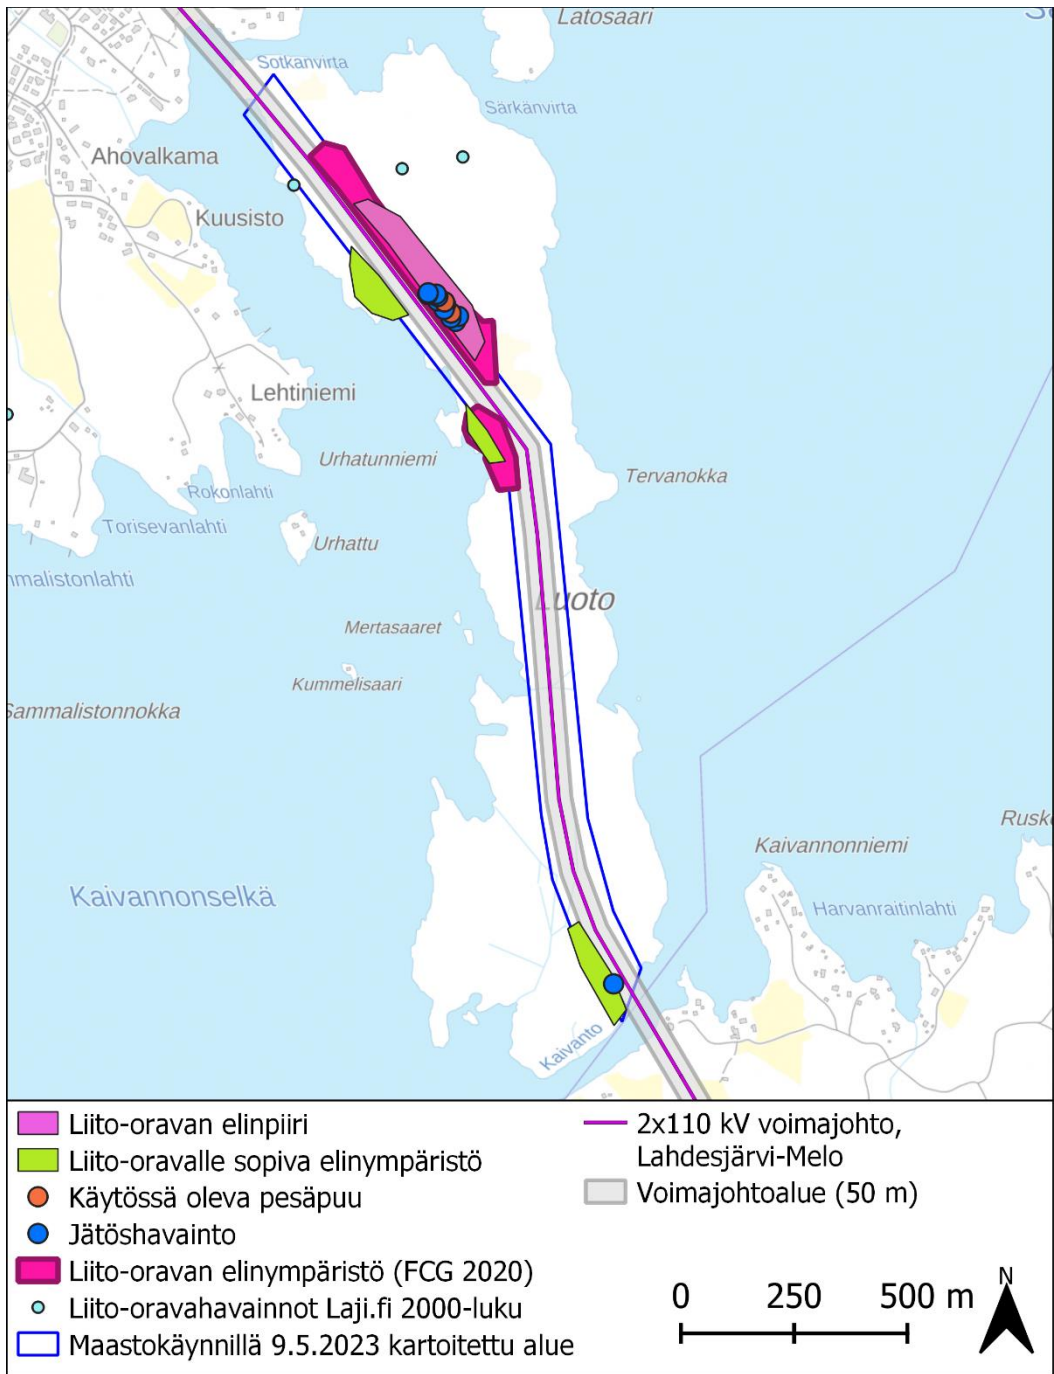 Latosaari
Sotkanvirta
Särkänvirta
Ahovalkama
Kuusisto
Lehtiniemi
Urhatunniemi
Tervanokka
Rokonlahti
Torisevanlahti
Urhattu
nmalistonlahti
Luoto
Mertasaaret
Kummelisaari
Sammalistonnokka
Rusk
Kaivannonniemi
Kaivannonselkä
Harvanraitinlahti
Kaivanto
Liito-oravan elinpiiri
Liito-oravalle sopiva elinympäristö
Käytössä oleva pesäpuu
Jätöshavainto
Liito-oravan elinympäristö (FCG 2020)
Liito-oravahavainnot Laji.fi 2000-luku
Maastokäynnillä 9.5.2023 kartoitettu alue
2x110 kV voimajohto,
Lahdesjärvi-Melo
Voimajohtoalue (50 m)
N
0 250 500 m